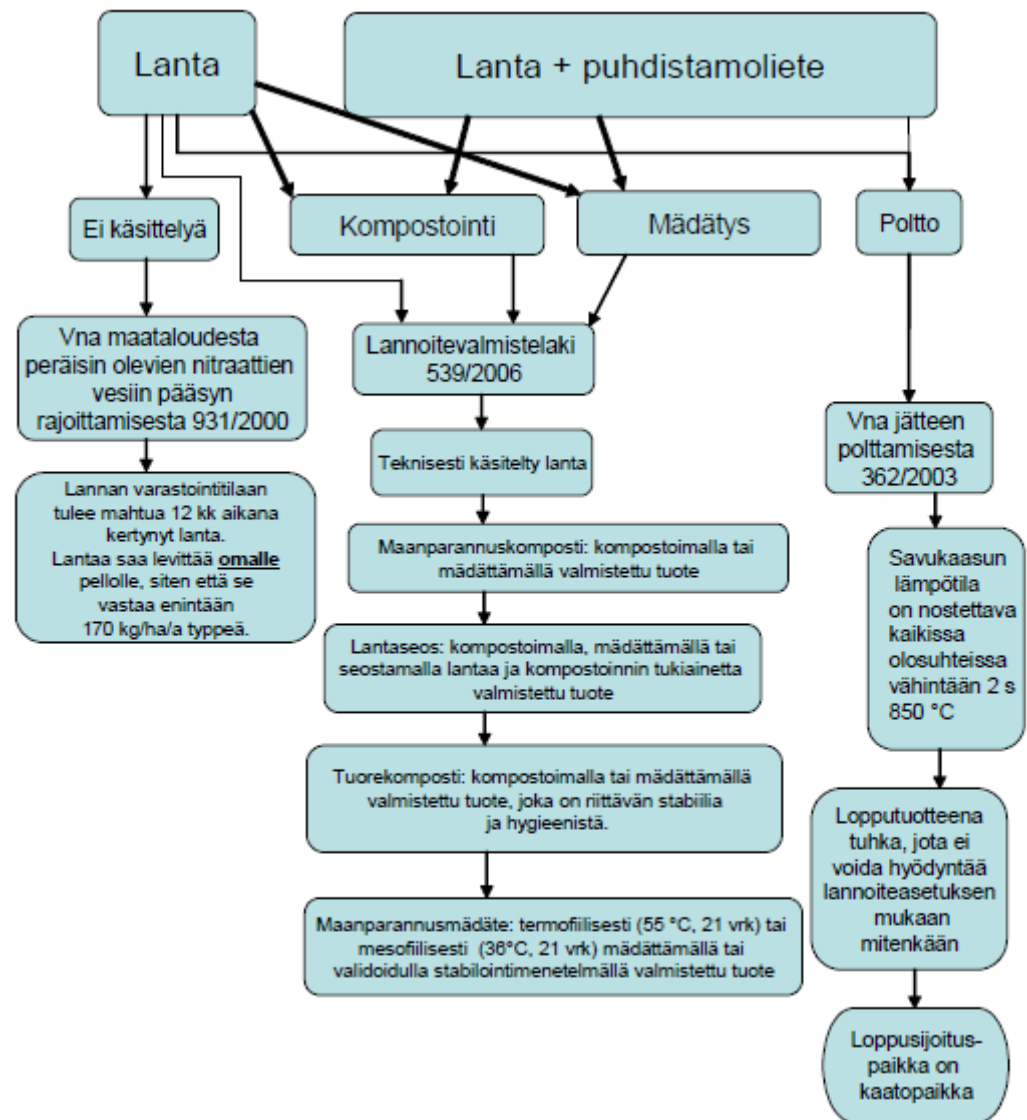 Lanta
Lanta + puhdistamoliete
Ei käsittelyä
Kompostointi
Mädätys
Poltto
Vna maataloudesta
peräisin olevien nitraattien
vesiin pääsyn
rajoittamisesta 931/2000
Lannoitevalmistelaki
539/2006
Vna jätteen
polttamisesta
362/2003
Teknisesti käsitelty lanta
Lannan varastointitilaan
tulee mahtua 12 kk aikana
kertynyt lanta.
Lantaa saa levittää omalle
pellolle, siten että se
vastaa enintään
170 kg/ha/a typpeä.
Maanparannuskomposti: kompostoimalla tai
mädättämällä valmistettu tuote
Savukaasun
lämpötila
on nostettava
kaikissa
olosuhteissa
vähintään 2 s
850 °C
Lantaseos: kompostoimalla, mädättämällä tai
seostamalla lantaa ja kompostoinnin tukiainetta
valmistettu tuote
Tuorekomposti: kompostoimalla tai mädättämällä
valmistettu tuote, joka on riittävän stabiilia
ja hygieenistä.
Lopputuotteena
tuhka, jota ei
voida hyödyntää
lannoiteasetuksen
mukaan
mitenkään
Maanparannusmädäte: termofiilisesti (55 °C, 21 vrk) tai
mesofiilisesti (36°C, 21 vrk) mädättämällä tai
validoidulla stabilointimenetelmällä valmistettu tuote
Loppusijoitus-
paikka on
kaatopaikka